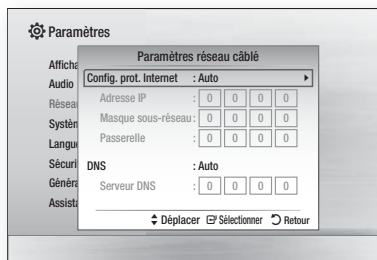 Paramètres
Paramètres réseau câblé
Affich
Config. prot. Internet : Auto
Audio
Adresse IP : 0 0 0 0
Résea
Masque sous-réseau : 0 0 0 0
Systèn
Passerelle : 0 0 0 0
Langu
Sécuri
DNS : Auto
Généra
Serveur DNS : 0 0 0 0
Assista
Déplacer Sélectionner Retour